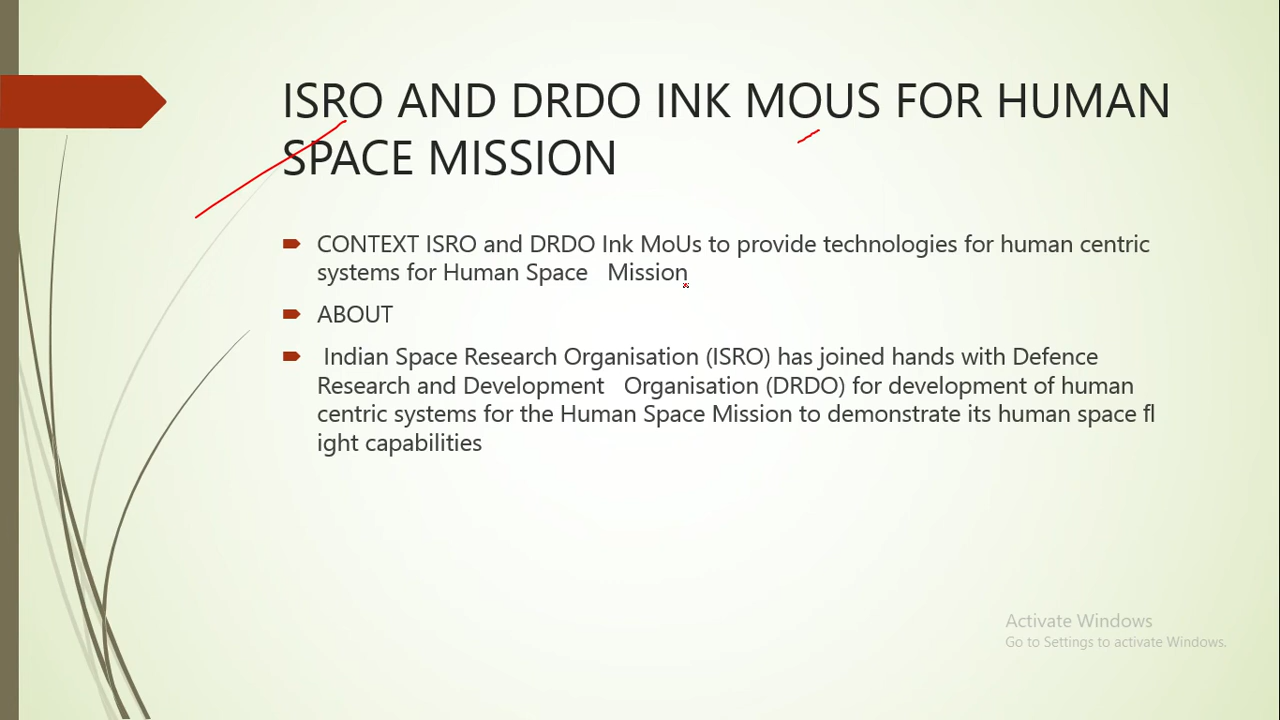 ISRO AND DRDO INK MOUS FOR HUMAN
SPACE MISSION
CONTEXT ISRO and DRDO Ink MoUs to provide technologies for human centric
systems for Human Space   Mission
ABOUT
Indian Space Research Organisation (ISRO) has joined hands with Defence
Research and Development   Organisation (DRDO) for development of human
centric systems for the Human Space Mission to demonstrate its human space fl
ight capabilities
Activate Windows
Go to Settings to activate Windows.